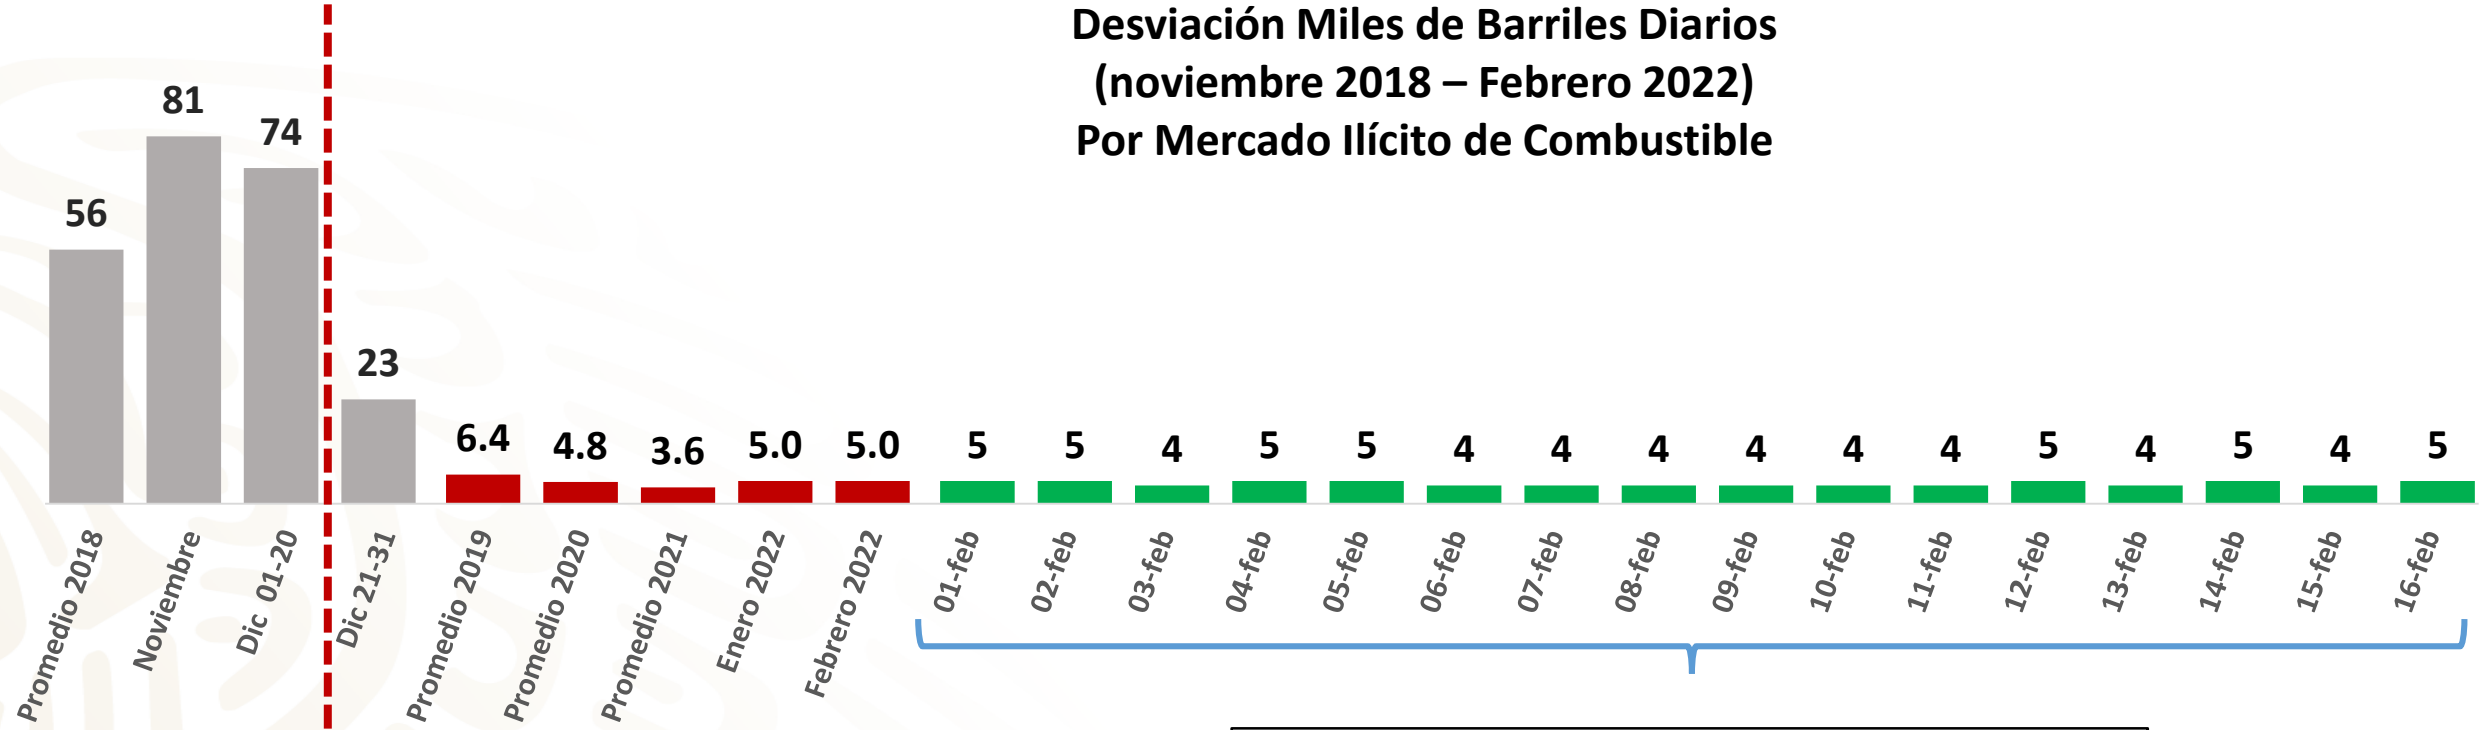 Desviación Miles de Barriles Diarios
(noviembre 2018 – Febrero 2022)
Por Mercado Ilícito de Combustible
56
81
74
23
6.4
4.8
3.6
5.0
5.0
5
5
4
5
5
4
4
4
4
4
4
5
4
5
4
5
Promedio 2018
Noviembre
Dic 01-20
Dic 21-31
Promedio 2019
Promedio 2020
Promedio 2021
Enero 2022
Febrero 2022
01-feb
02-feb
03-feb
04-feb
05-feb
06-feb
07-feb
08-feb
09-feb
10-feb
11-feb
12-feb
13-feb
14-feb
15-feb
16-feb